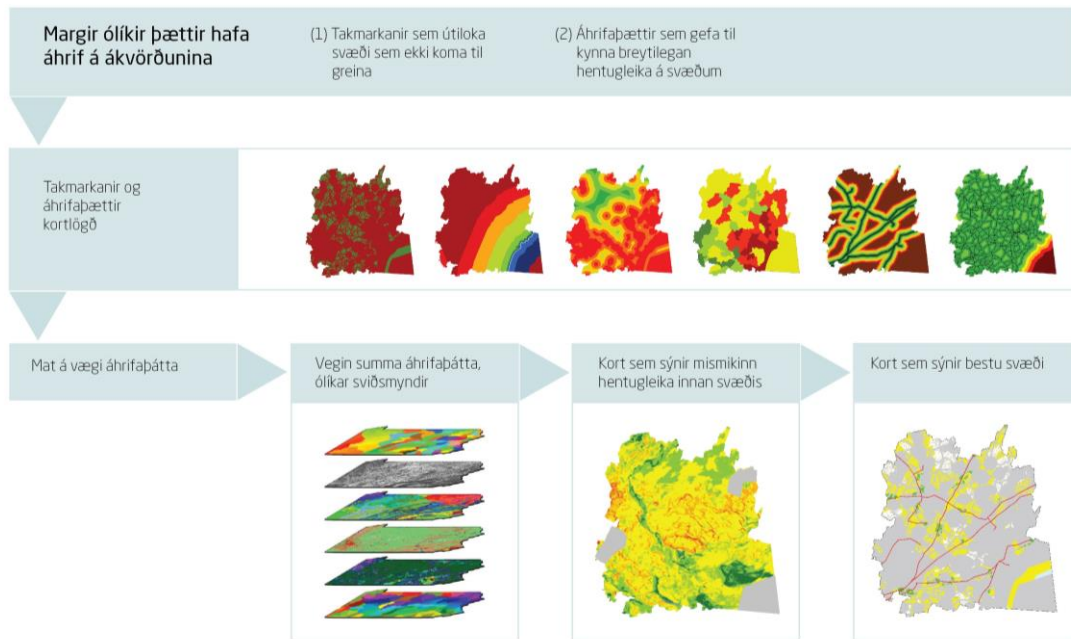 Margir ólíkir þættir hafa
áhrif á ákvörðunina
(1) Takmarkanir sem útiloka
svæði sem ekki koma til
greina
(2) Áhrifaþættir sem gefa til
kynna breytilegan
hentugleika á svæðum
Takmarkanir og
áhrifaþættir
kortlögð
Mat á vægi áhrifaþátta
Vegin summa áhrifaþátta,
ólíkar sviðsmyndir
Kort sem sýnir mismikinn
hentugleika innan svæðis
Kort sem sýnir bestu svæði